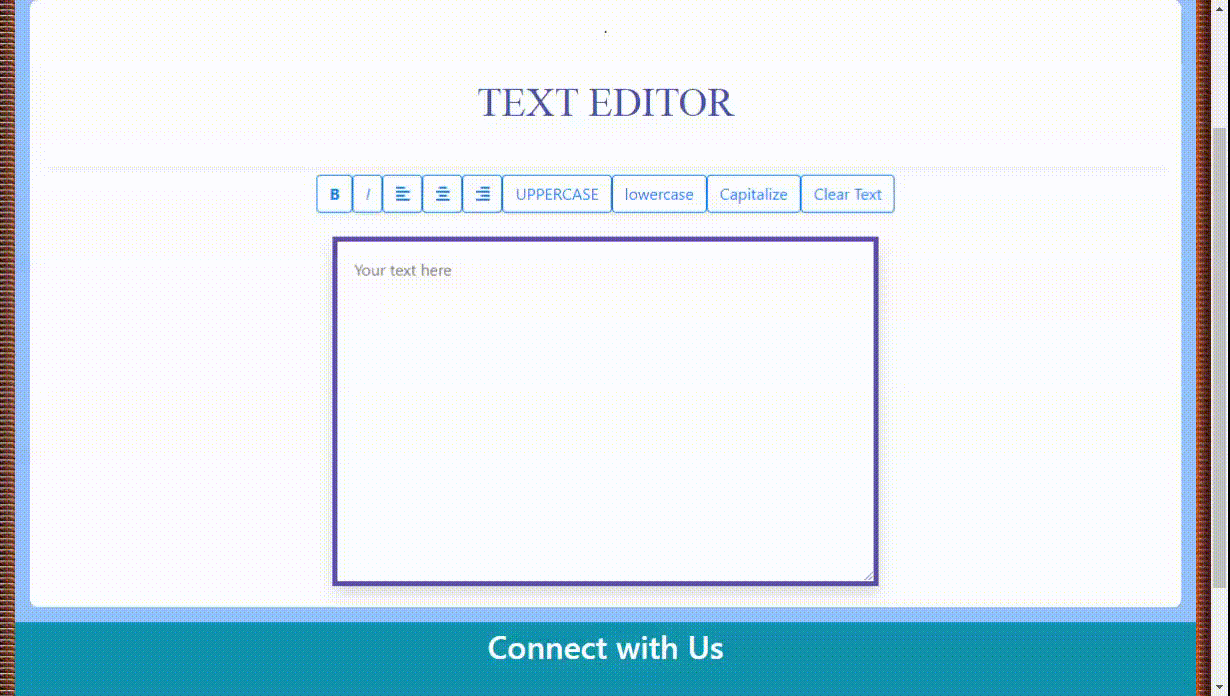 TEXT EDITOR
B I UPPERCASE lowercase Capitalize Clear Text
Your text here
Connect with Us